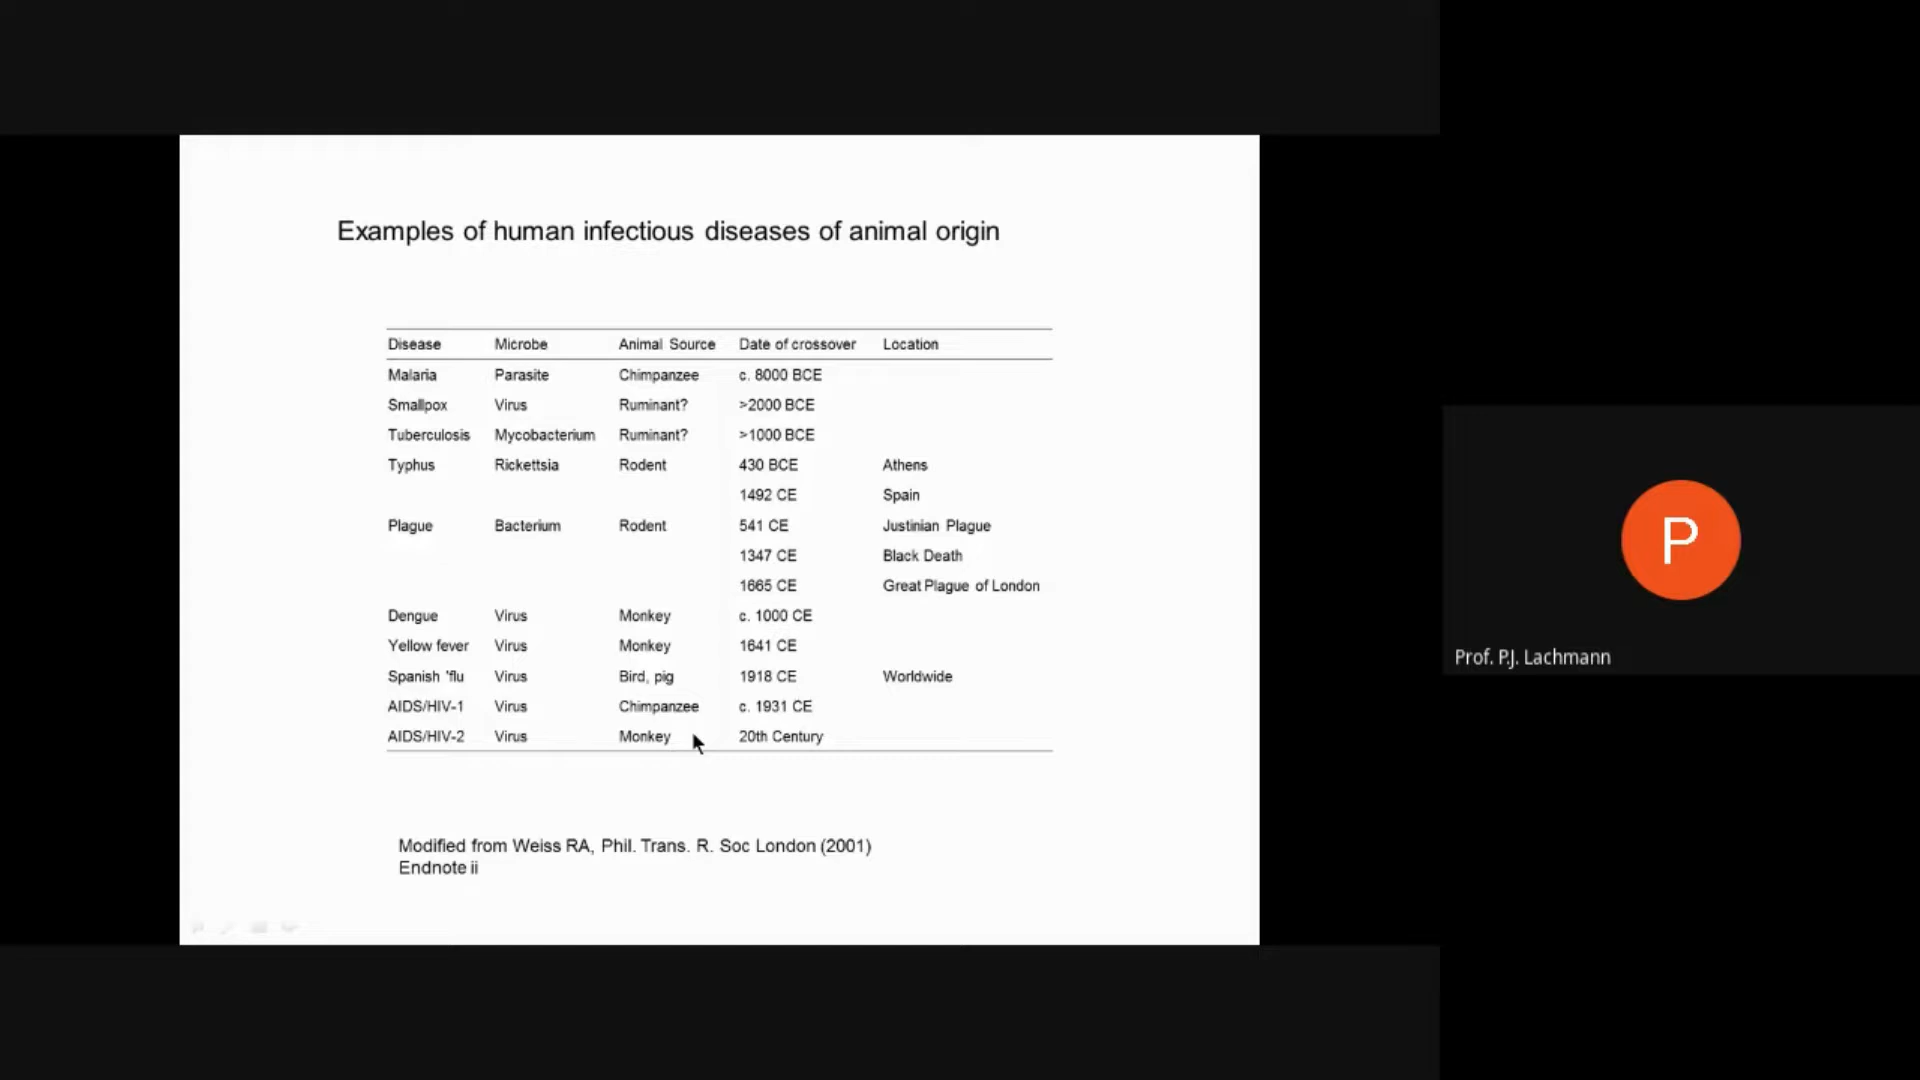 Examples of human infectious diseases of animal origin
Disease Microbe Animal Source Date of crossover Location
Malaria Parasite Chimpanzee c. 8000 BCE
Smallpox Virus Ruminant? >2000 BCE
Tuberculosis Mycobacterium Ruminant? >1000 BCE
Typhus Rickettsia Rodent 430 BCE Athens
1492 CE Spain
Plague Bacterium Rodent 541 CE Justinian Plague
1347 CE Black Death
1665 CE Great Plague of London
Dengue Virus Monkey c. 1000 CE
Yellow fever Virus Monkey 1641 CE
Spanish 'flu Virus Bird, pig 1918 CE Worldwide
AIDS/HIV-1 Virus Chimpanzee c. 1931 CE
AIDS/HIV-2 Virus Monkey 20th Century
Modified from Weiss RA, Phil. Trans. R. Soc London (2001)
Endnote ii
P
Prof. P.J. Lachmann